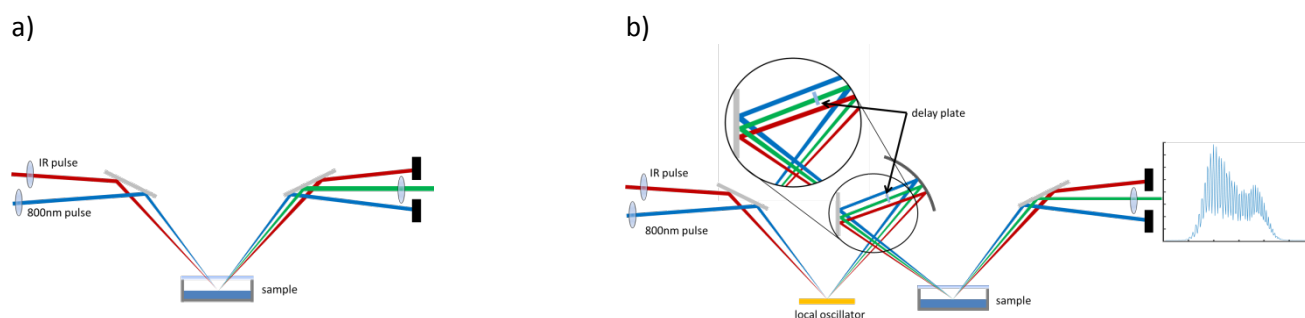 a)
IR pulse
800nm pulse
sample
b)
delay plate
IR pulse
800nm pulse
local oscillator
sample